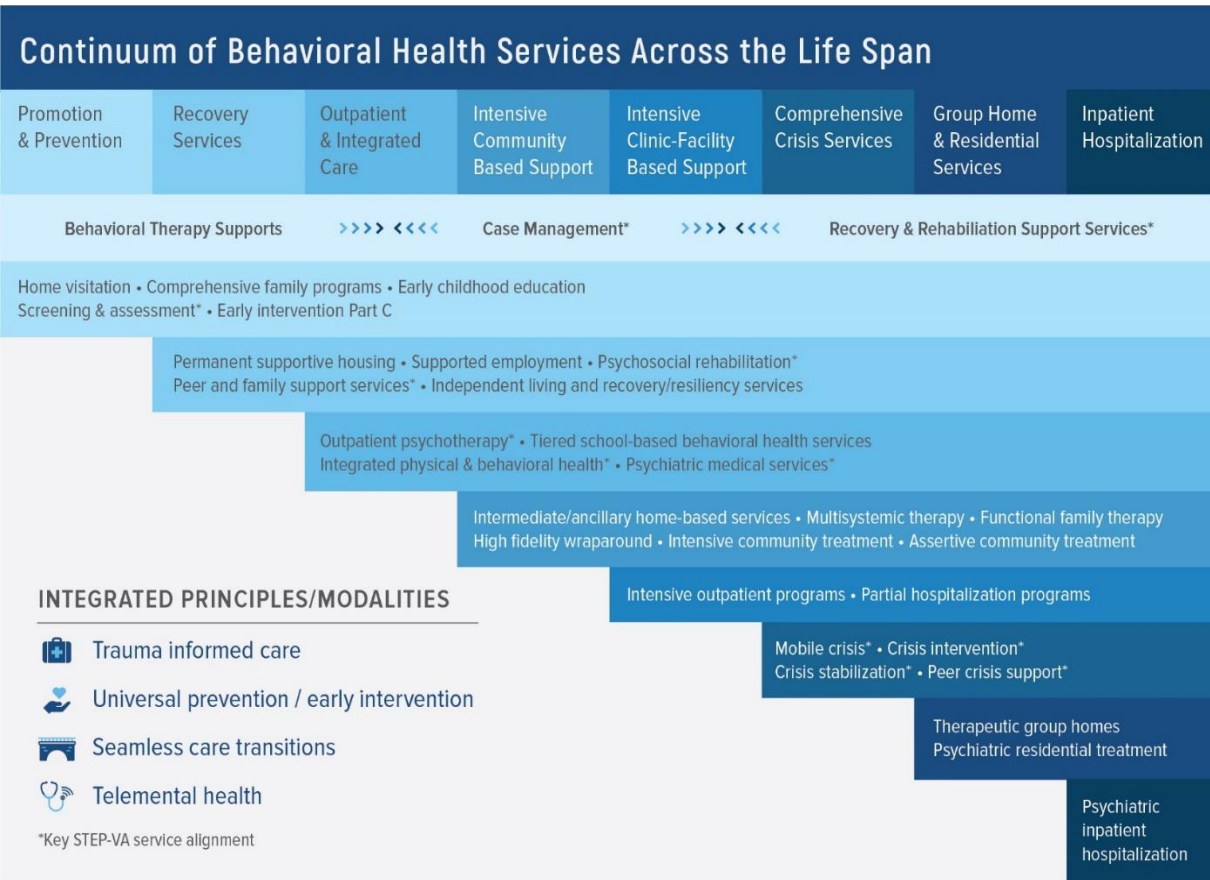 Continuum of Behavioral Health Services Across the Life Span
Promotion
& Prevention
Recovery
Services
Outpatient
& Integrated
Care
Intensive
Community
Based Support
Intensive
Clinic-Facility
Based Support
Comprehensive
Crisis Services
Group Home
& Residential
Services
Inpatient
Hospitalization
Behavioral Therapy Supports >>>> <<<< Case Management* >>>> <<<< Recovery & Rehabiliation Support Services*
Home visitation • Comprehensive family programs • Early childhood education
Screening & assessment* • Early intervention Part C
Permanent supportive housing • Supported employment • Psychosocial rehabilitation*
Peer and family support services* • Independent living and recovery/resiliency services
Outpatient psychotherapy* • Tiered school-based behavioral health services
Integrated physical & behavioral health* • Psychiatric medical services*
Intermediate/ancillary home-based services • Multisystemic therapy • Functional family therapy
High fidelity wraparound • Intensive community treatment • Assertive community treatment
Intensive outpatient programs • Partial hospitalization programs
Mobile crisis* • Crisis intervention*
Crisis stabilization* • Peer crisis support*
Therapeutic group homes
Psychiatric residential treatment
Psychiatric
inpatient
hospitalization
INTEGRATED PRINCIPLES/MODALITIES
Trauma informed care
Universal prevention / early intervention
Seamless care transitions
Telemental health
*Key STEP-VA service alignment